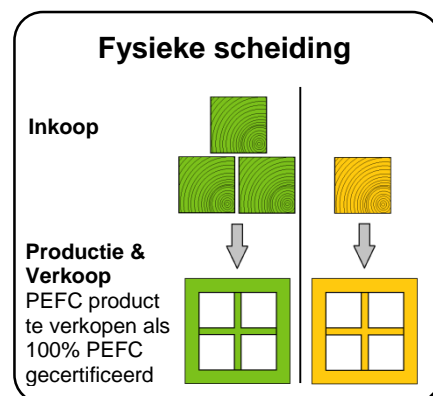 Fysieke scheiding
Inkoop
Productie &
Verkoop
PEFC product
te verkopen als
100% PEFC
gecertificeerd